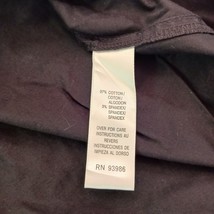 97% COTTON/
COTON/
ALGODON
3% SPANDEX/
SPANDEX/
SPANDEX
OVER FOR CARE
INSTRUCTIONS AU
REVERS
INSTRUCCIONES DE
IMPIEZA AL DORSO
RN 93986